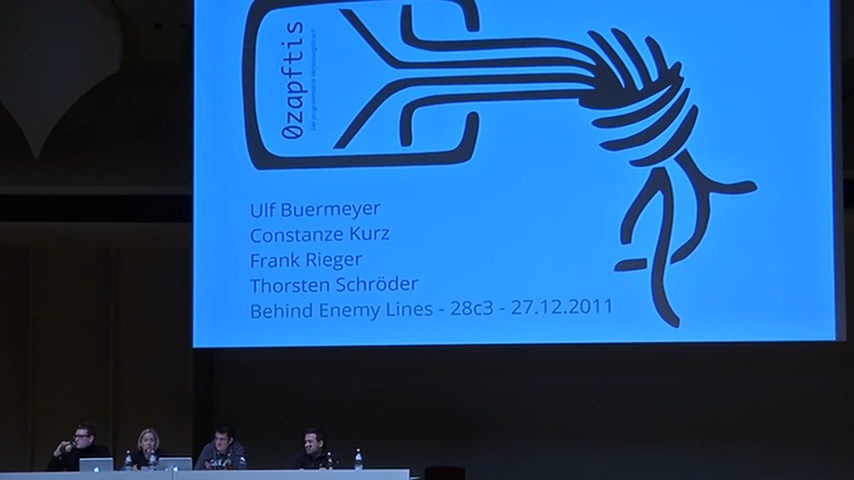 0zapftis
Ulf Buermeyer
Constanze Kurz
Frank Rieger
Thorsten Schröder
Behind Enemy Lines - 28c3 - 27.12.2011